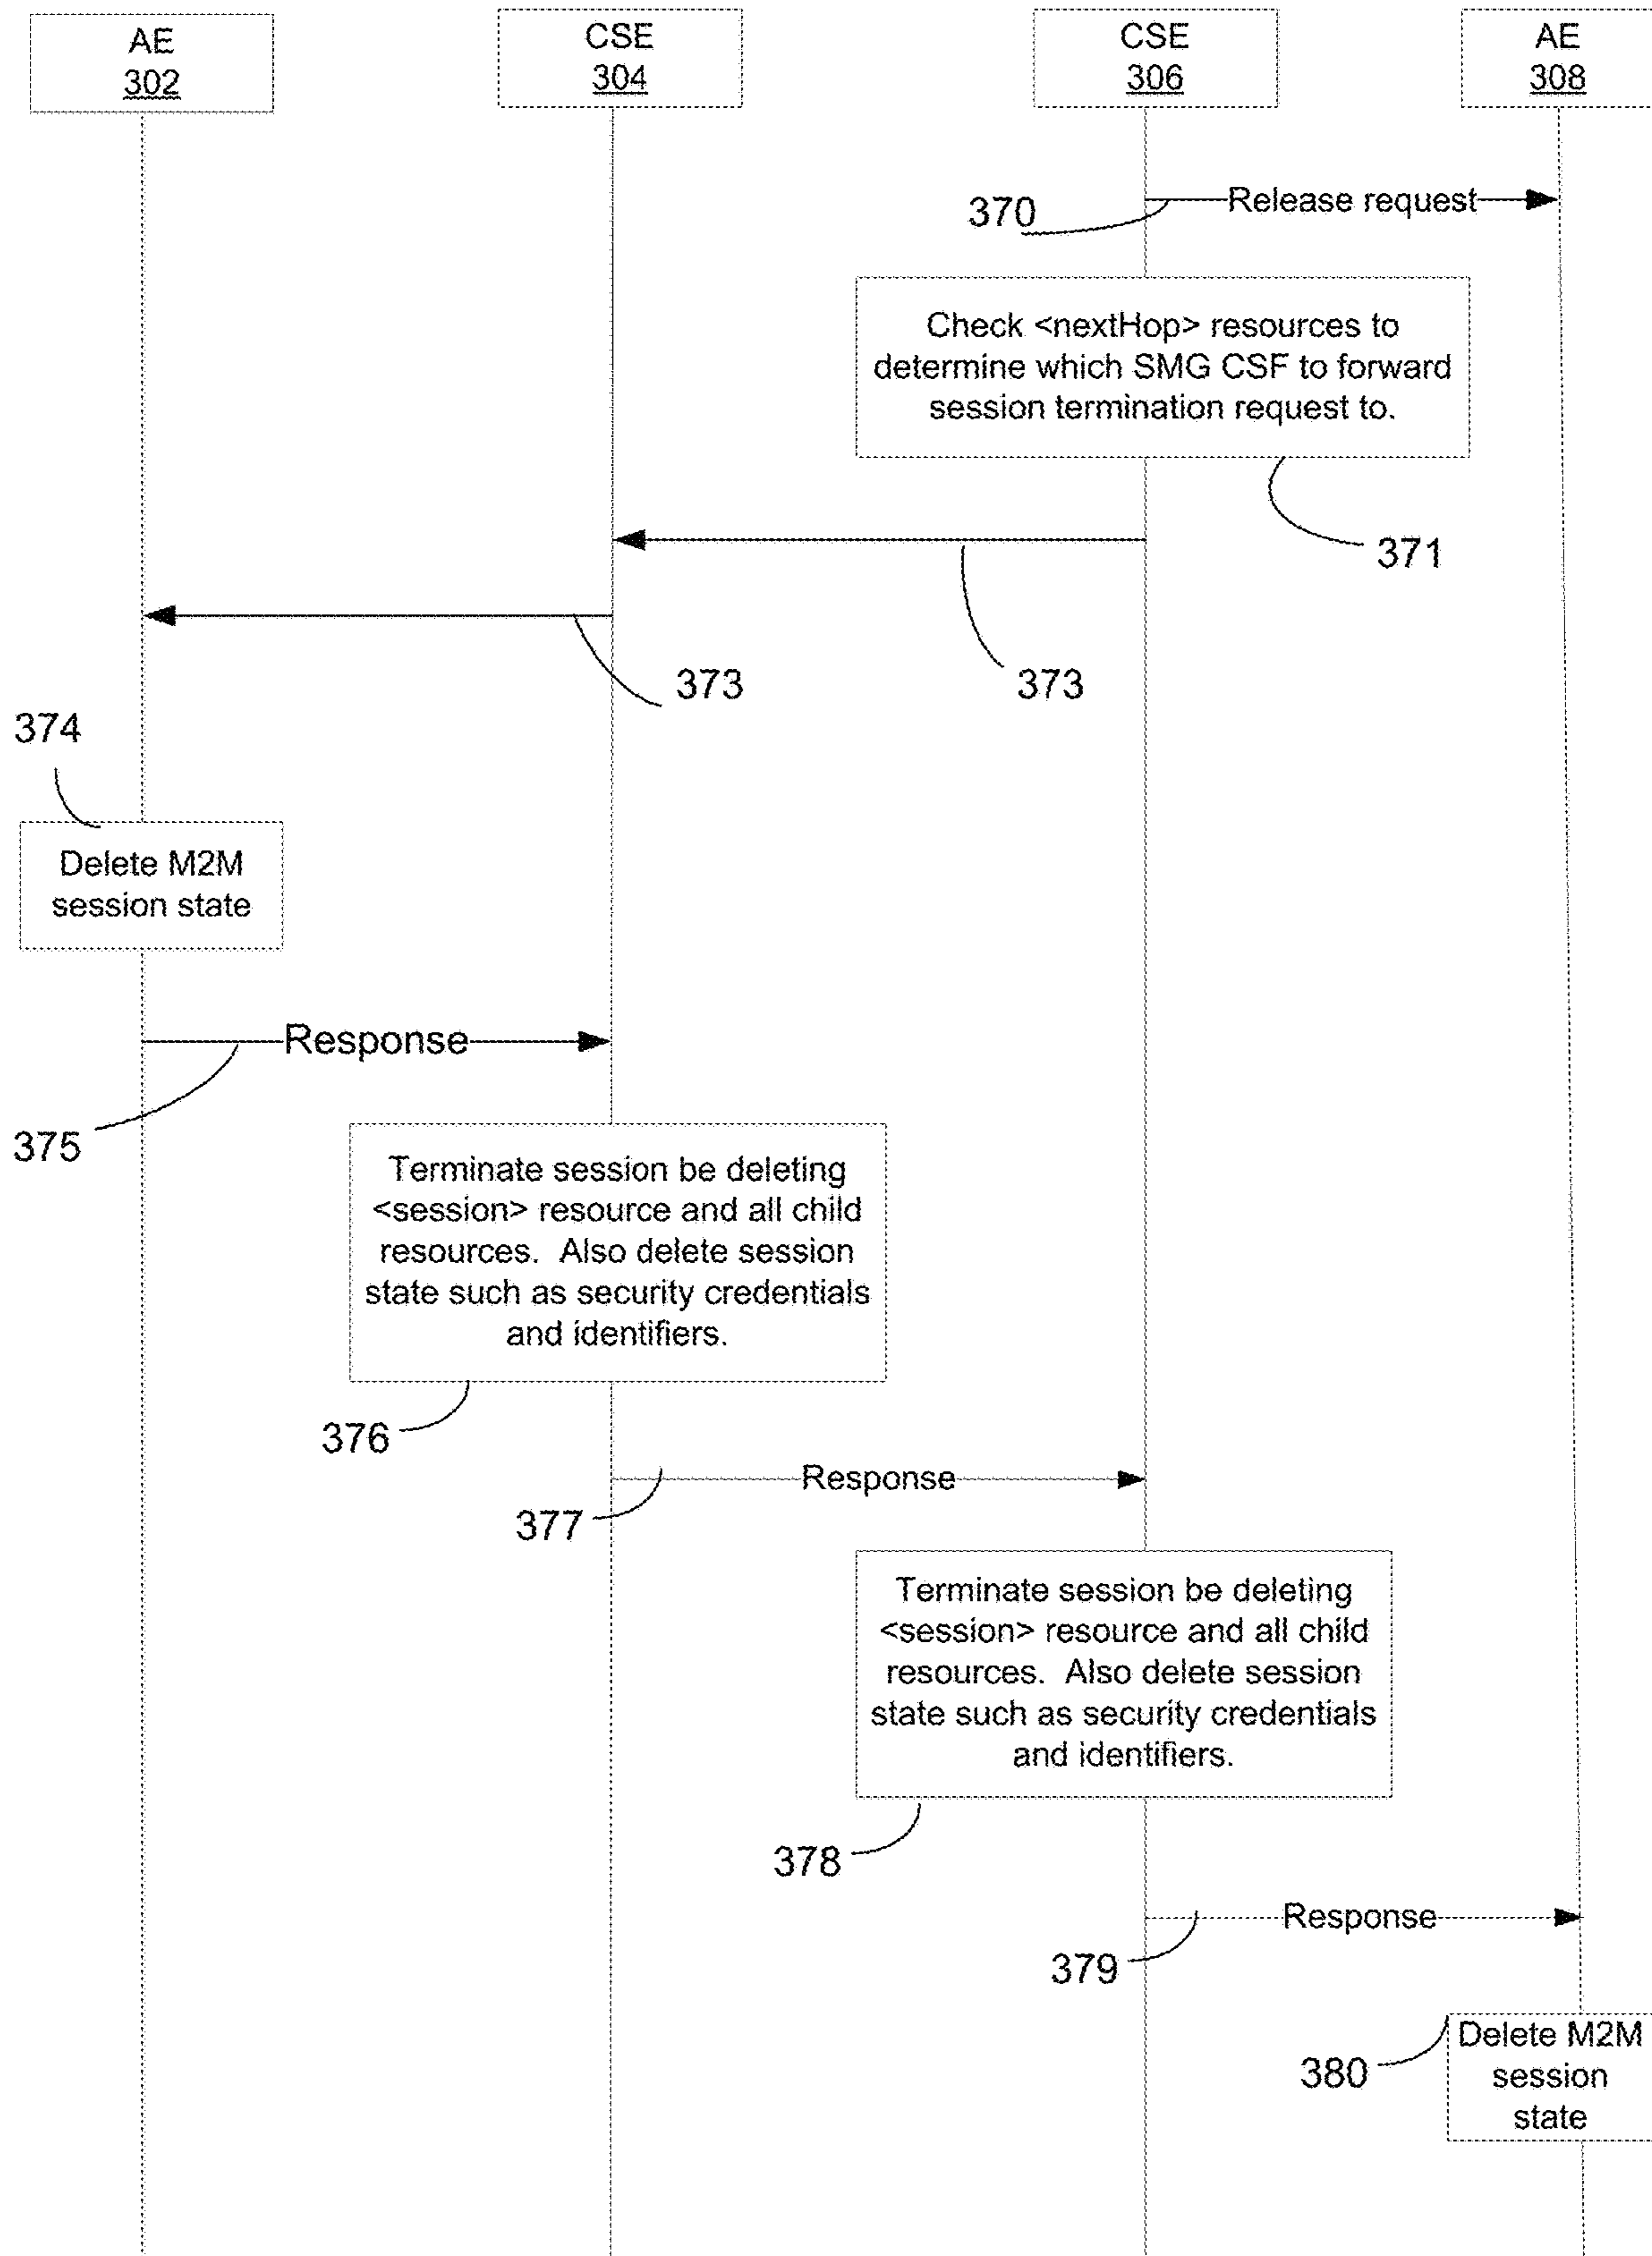 AE
302
CSE
304
CSE
306
AE
308
370
Release request
Check <nextHop> resources to
determine which SMG CSF to forward
session termination request to.
371
373
373
374
Delete M2M
session state
Response
375
Terminate session be deleting
<session> resource and all child
resources. Also delete session
state such as security credentials
and identifiers.
376
Response
377
Terminate session be deleting
<session> resource and all child
resources. Also delete session
state such as security credentials
and identifiers.
378
Response
379
Delete M2M
session
state
380